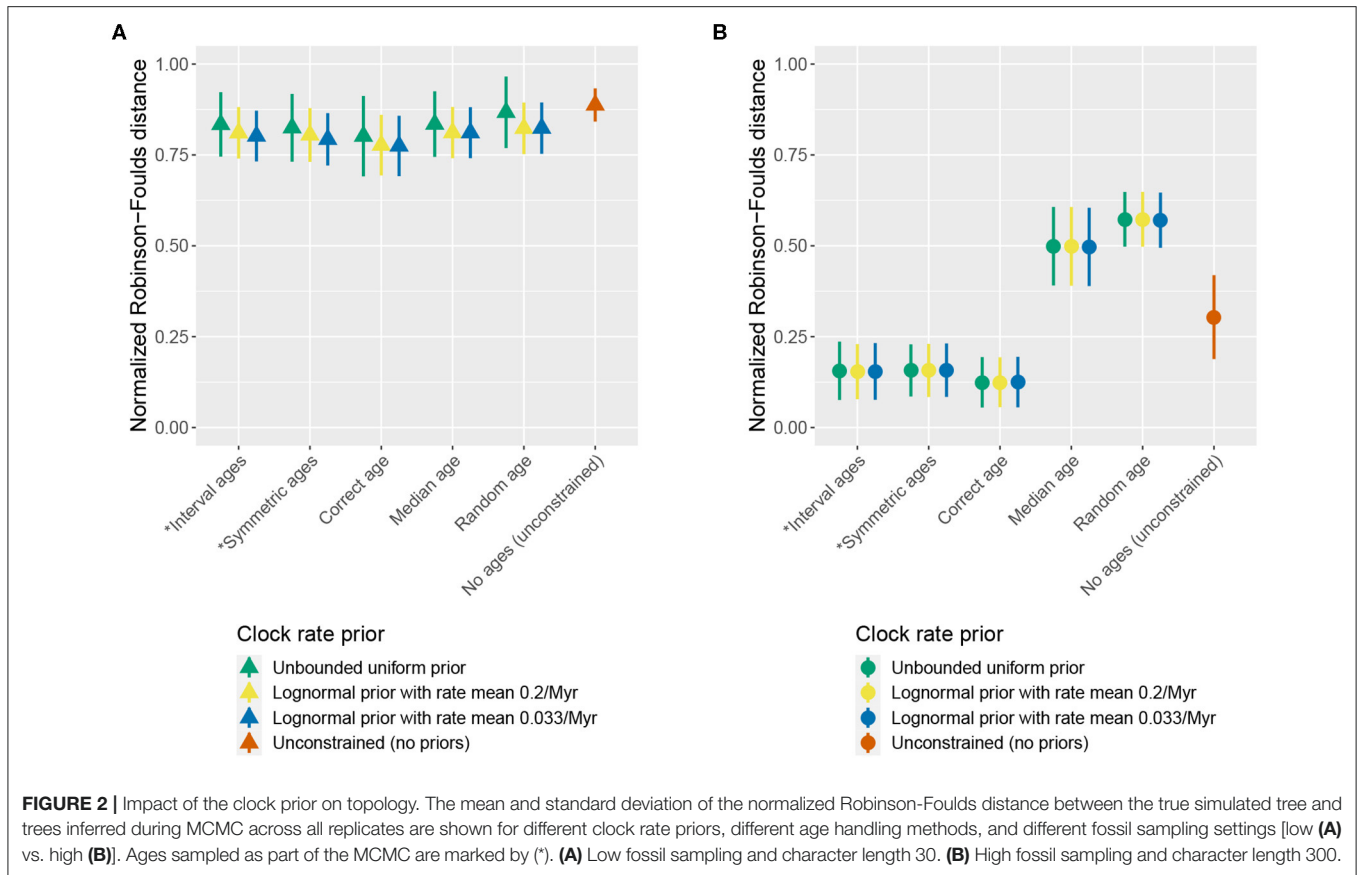 A
Normalized Robinson−Foulds distance
1.00
0.75
0.50
0.25
0.00
*Interval ages
*Symmetric ages
Correct age
Median age
Random age
No ages (unconstrained)
Clock rate prior
Unbounded uniform prior
Lognormal prior with rate mean 0.2/Myr
Lognormal prior with rate mean 0.033/Myr
Unconstrained (no priors)
B
Normalized Robinson−Foulds distance
1.00
0.75
0.50
0.25
0.00
*Interval ages
*Symmetric ages
Correct age
Median age
Random age
No ages (unconstrained)
Clock rate prior
Unbounded uniform prior
Lognormal prior with rate mean 0.2/Myr
Lognormal prior with rate mean 0.033/Myr
Unconstrained (no priors)
FIGURE 2 | Impact of the clock prior on topology. The mean and standard deviation of the normalized Robinson-Foulds distance between the true simulated tree and
trees inferred during MCMC across all replicates are shown for different clock rate priors, different age handling methods, and different fossil sampling settings [low (A)
vs. high (B)]. Ages sampled as part of the MCMC are marked by (*). (A) Low fossil sampling and character length 30. (B) High fossil sampling and character length 300.